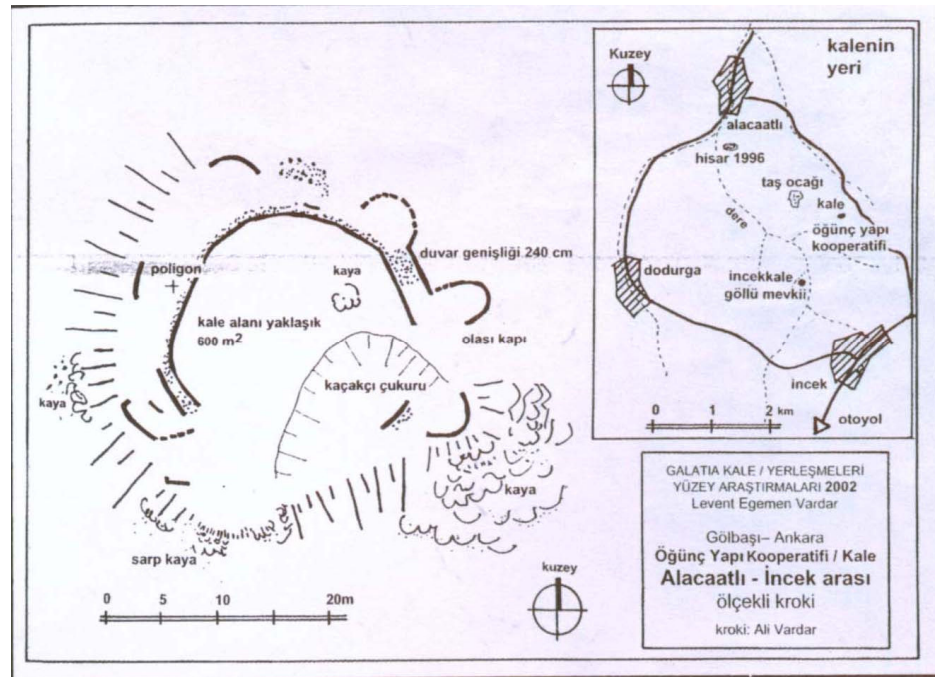 Kuzey
kalenin
yeri
alacaatlı
hisar 1996
taş ocağı
kale
öğünç yapı
kooperatifi
dere
dodurga
incekkale
göllü mevkii
incek
0 1 2 km
otoyol
duvar genişliği 240 cm
poligon
kaya
kale alanı yaklaşık
600 m2
olası kapı
kaçakçı çukuru
kaya
kaya
sarp kaya
0 5 10 20m
kuzey
GALATIA KALE / YERLEŞMELERİ
YÜZEY ARAŞTIRMALARI 2002
Levent Egemen Vardar
Gölbaşı– Ankara
Öğünç Yapı Kooperatifi / Kale
Alacaatlı - İncek arası
ölçekli kroki
kroki: Ali Vardar